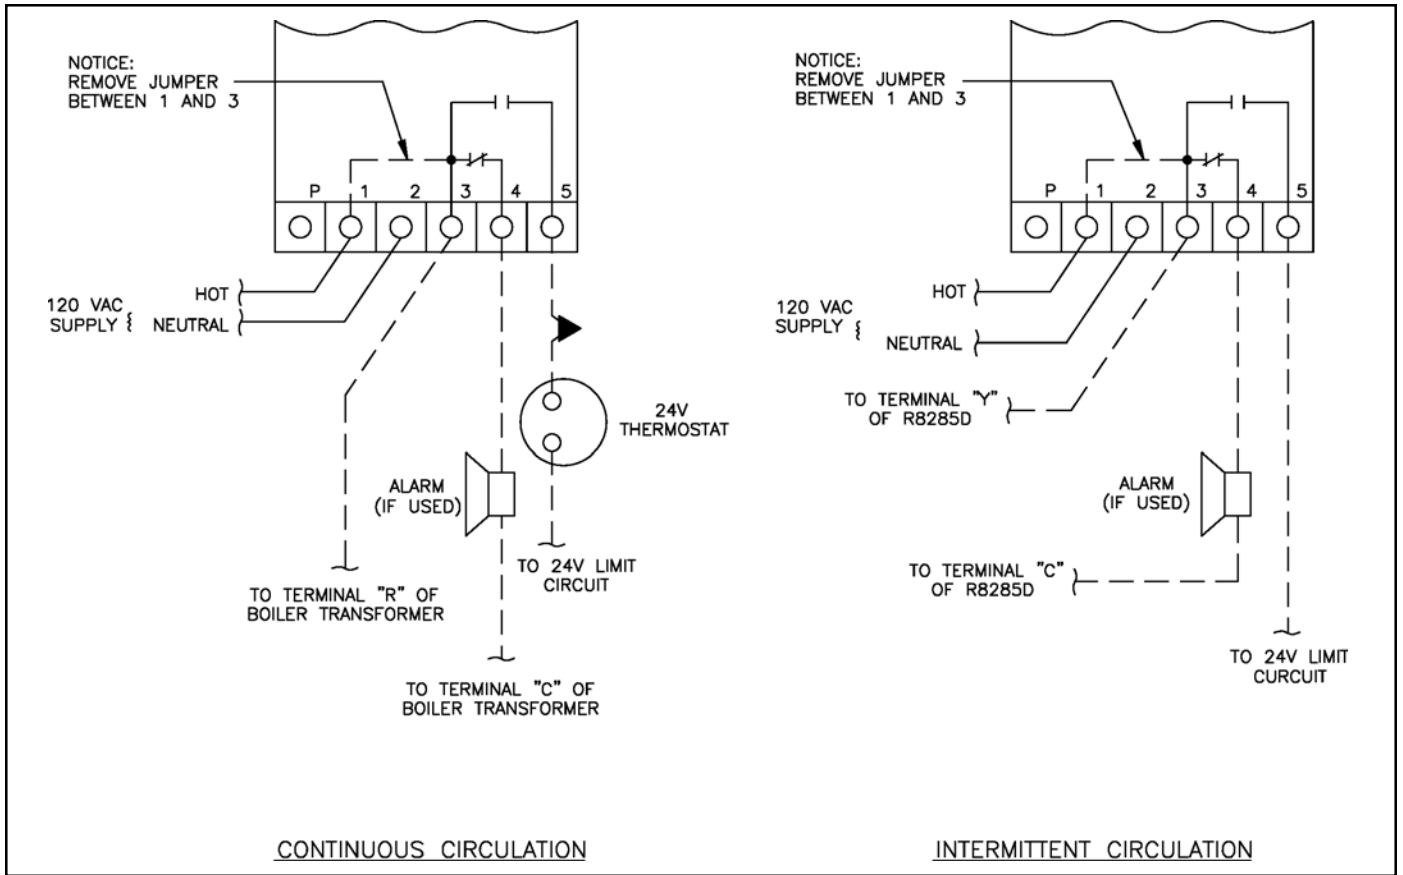 NOTICE:
REMOVE JUMPER
BETWEEN 1 AND 3
P 1 2 3 4 5
HOT
120 VAC
SUPPLY {
NEUTRAL
24V
THERMOSTAT
ALARM
(IF USED)
TO 24V LIMIT
CIRCUIT
TO TERMINAL "R" OF
BOILER TRANSFORMER
TO TERMINAL "C" OF
BOILER TRANSFORMER
CONTINUOUS CIRCULATION
NOTICE:
REMOVE JUMPER
BETWEEN 1 AND 3
P 1 2 3 4 5
HOT
120 VAC
SUPPLY {
NEUTRAL
TO TERMINAL "Y"
OF R8285D
ALARM
(IF USED)
TO TERMINAL "C"
OF R8285D
TO 24V LIMIT
CURCUIT
INTERMITTENT CIRCULATION